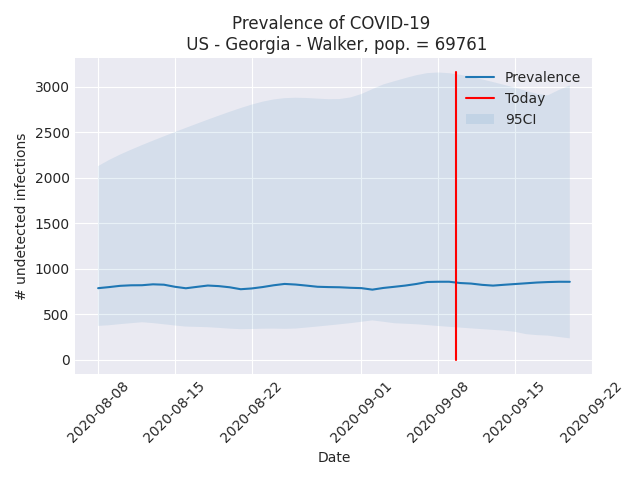 Prevalence of COVID-19
US - Georgia - Walker, pop. = 69761
Prevalence
Today
95CI
# undetected infections
3000
2500
2000
1500
1000
500
0
2020-08-08
2020-08-15
2020-08-22
2020-09-01
2020-09-08
2020-09-15
2020-09-22
Date